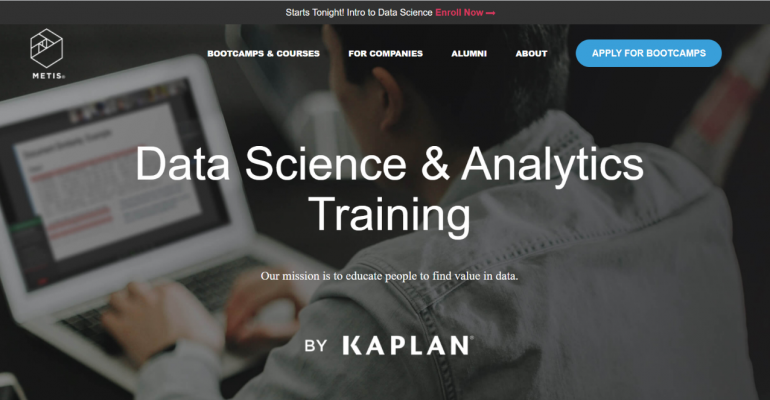 Starts Tonight! Intro to Data Science Enroll Now ⟶
METIS®
BOOTCAMPS & COURSES
FOR COMPANIES
ALUMNI
ABOUT
APPLY FOR BOOTCAMPS
Data Science & Analytics
Training
Our mission is to educate people to find value in data.
BY KAPLAN®